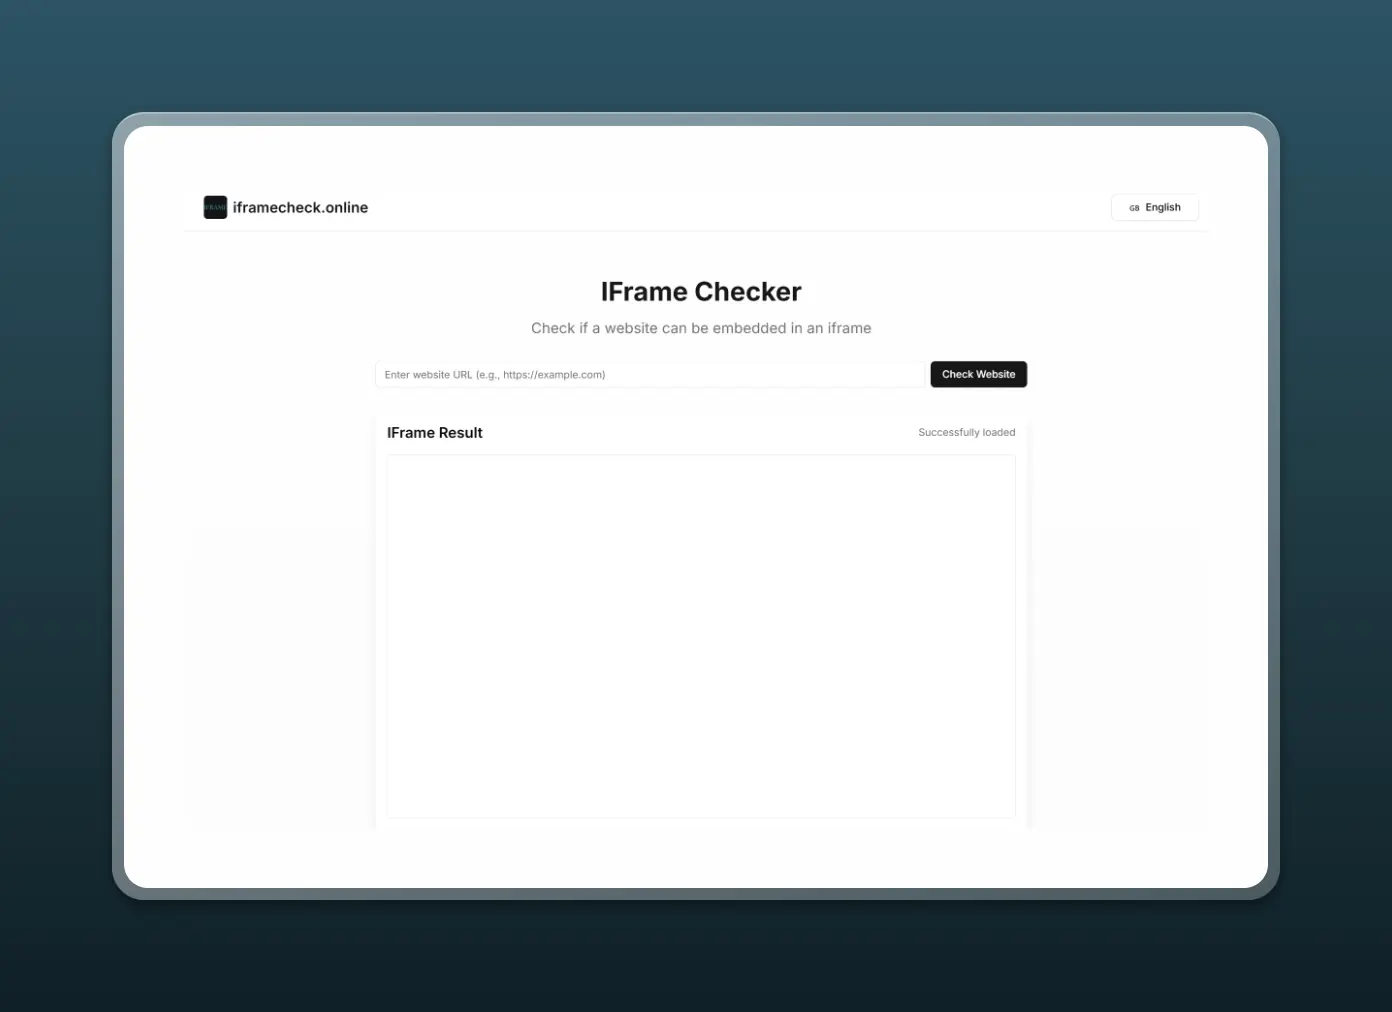 IFRAME
iframecheck.online
GB English
IFrame Checker
Check if a website can be embedded in an iframe
Enter website URL (e.g., https://example.com)
Check Website
IFrame Result
Successfully loaded